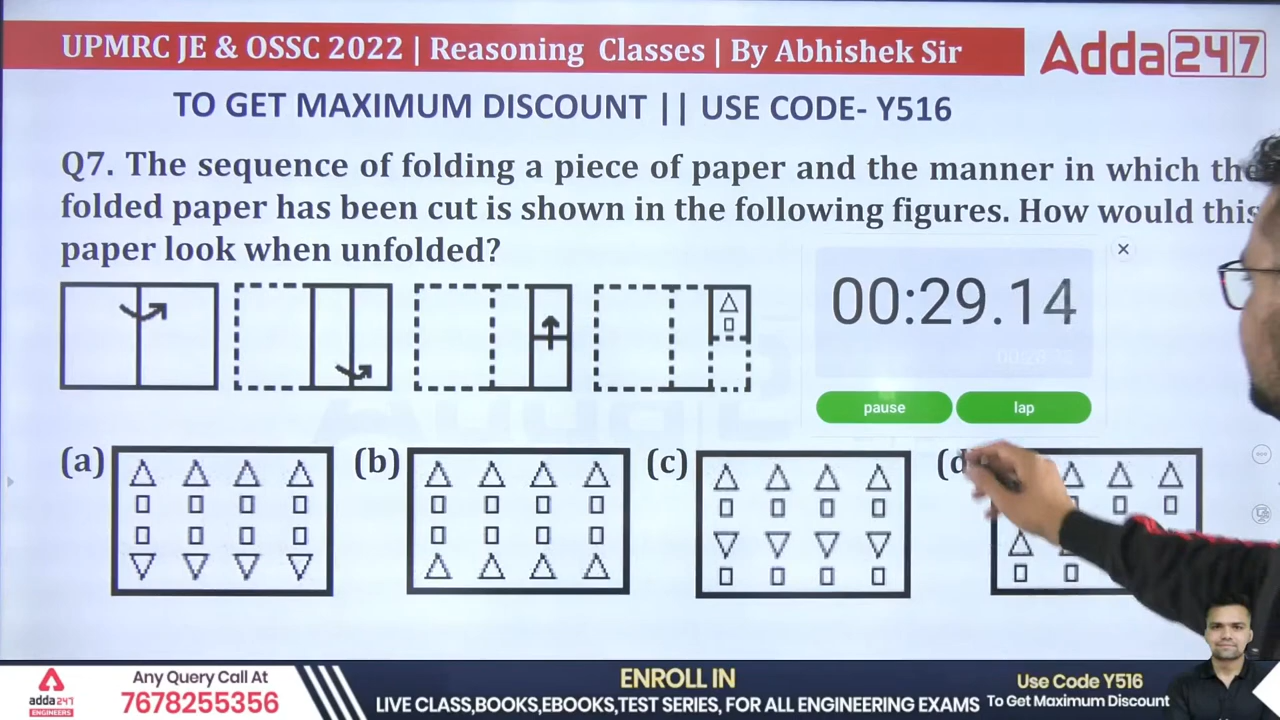 UPMRC JE & OSSC 2022 | Reasoning Classes | By Abhishek Sir
Adda247
TO GET MAXIMUM DISCOUNT || USE CODE- Y516
Q7. The sequence of folding a piece of paper and the manner in which the
folded paper has been cut is shown in the following figures. How would this
paper look when unfolded?
00:29.14
pause
lap
(a)
(b)
(c)
(d
adda247
ENGINEERS
Any Query Call At
7678255356
ENROLL IN
LIVE CLASS,BOOKS,EBOOKS,TEST SERIES, FOR ALL ENGINEERING EXAMS
Use Code Y516
To Get Maximum Discount